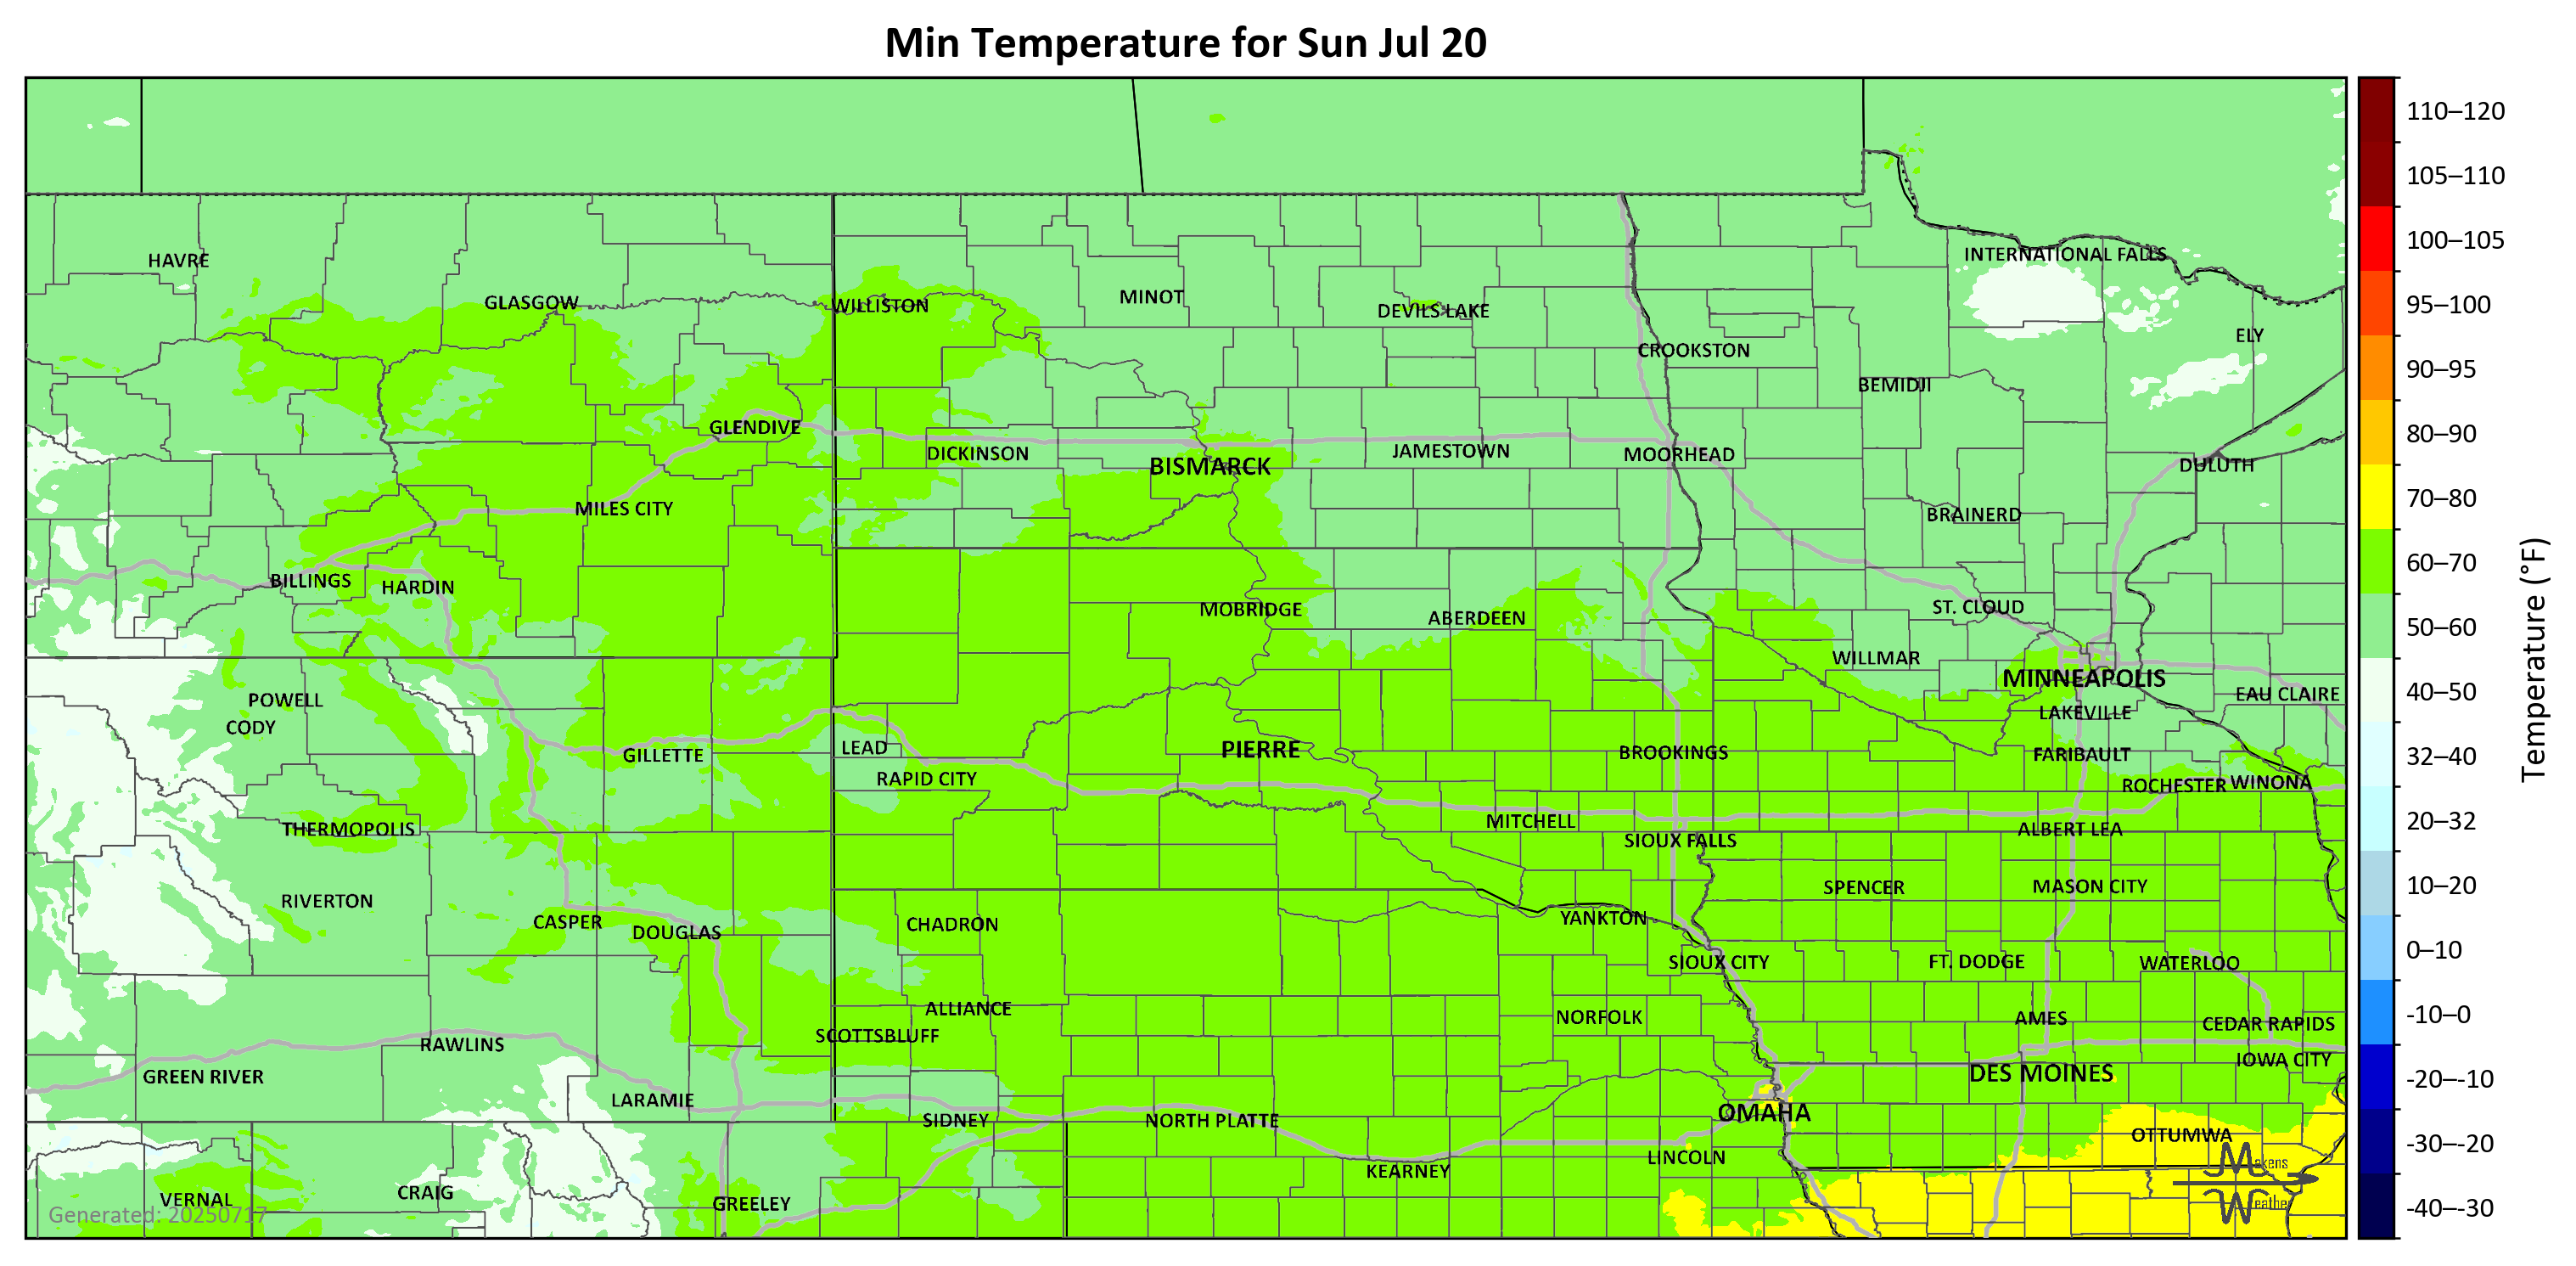 Min Temperature for Sun Jul 20
110–120
105–110
100–105
95–100
90–95
80–90
70–80
60–70
50–60
40–50
32–40
20–32
10–20
0–10
-10–0
-20–-10
-30–-20
-40–-30
Temperature (°F)
HAVRE
GLASGOW
WILLISTON
MINOT
DEVILS LAKE
INTERNATIONAL FALLS
ELY
CROOKSTON
BEMIDJI
GLENDIVE
DICKINSON
BISMARCK
JAMESTOWN
MOORHEAD
DULUTH
MILES CITY
BRAINERD
BILLINGS
HARDIN
MOBRIDGE
ABERDEEN
ST. CLOUD
WILLMAR
MINNEAPOLIS
EAU CLAIRE
POWELL
CODY
LAKEVILLE
GILLETTE
LEAD
PIERRE
BROOKINGS
FARIBAULT
RAPID CITY
ROCHESTER
WINONA
THERMOPOLIS
MITCHELL
SIOUX FALLS
ALBERT LEA
RIVERTON
SPENCER
MASON CITY
CASPER
DOUGLAS
CHADRON
YANKTON
SIOUX CITY
FT. DODGE
WATERLOO
ALLIANCE
NORFOLK
AMES
CEDAR RAPIDS
SCOTTSBLUFF
RAWLINS
IOWA CITY
GREEN RIVER
DES MOINES
LARAMIE
SIDNEY
NORTH PLATTE
OMAHA
OTTUMWA
LINCOLN
KEARNEY
VERNAL
CRAIG
GREELEY
Makens
Weather
Generated: 20250717